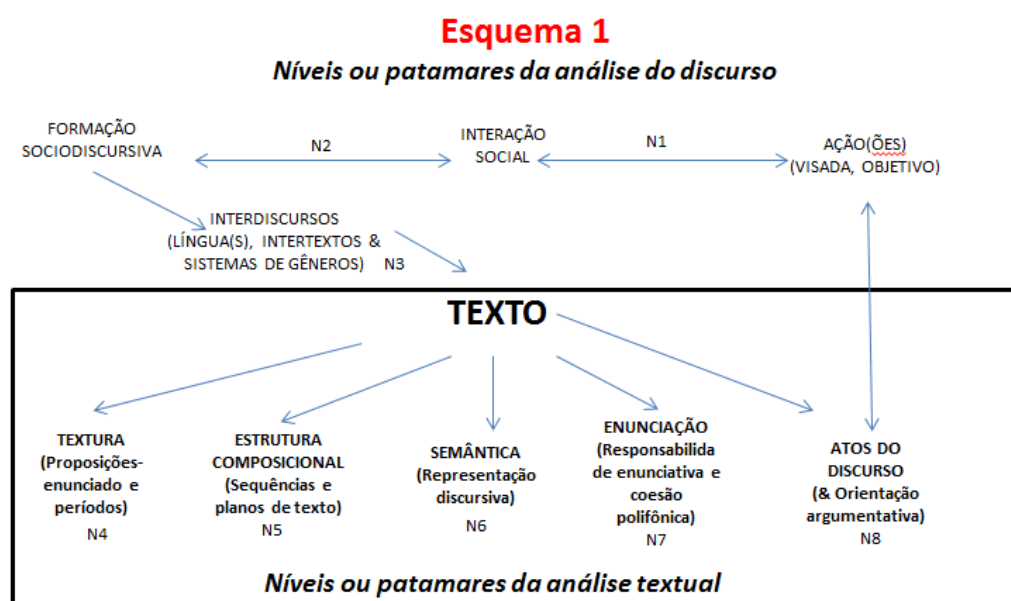 Esquema 1
Níveis ou patamares da análise do discurso
FORMAÇÃO
SOCIODISCURSIVA
N2
INTERAÇÃO
SOCIAL
N1
AÇÃO(ÕES)
(VISADA, OBJETIVO)
INTERDISCURSOS
(LÍNGUA(S), INTERTEXTOS &
SISTEMAS DE GÊNEROS) N3
TEXTO
TEXTURA
(Proposições-
enunciado e
períodos)
N4
ESTRUTURA
COMPOSICIONAL
(Sequências e
planos de texto)
N5
SEMÂNTICA
(Representação
discursiva)
N6
ENUNCIAÇÃO
(Responsabilida
de enunciativa e
coesão
polifônica)
N7
ATOS DO
DISCURSO
(& Orientação
argumentativa)
N8
Níveis ou patamares da análise textual